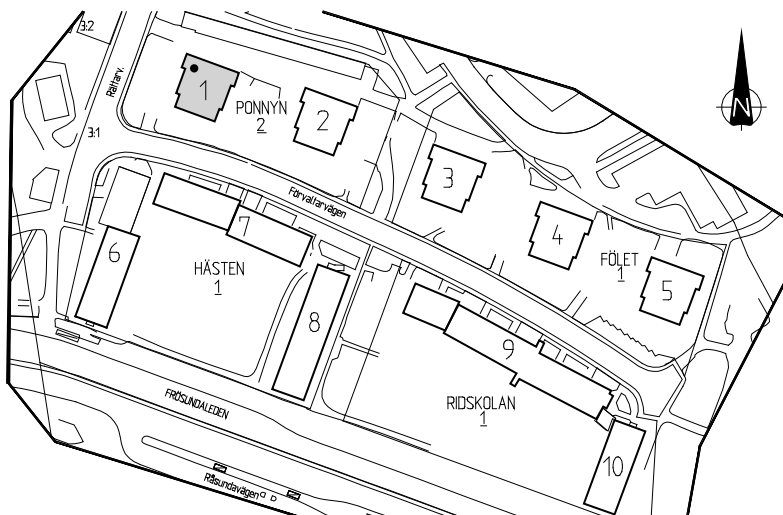 3:2
Rättarv.
1
PONNYN
2
2
N
3:1
3
Förvaltarvägen
4
FÖLET
1
5
6
7
HÄSTEN
1
8
9
RIDSKOLAN
1
10
FRÖSUNDALEDEN
Råsundavägen